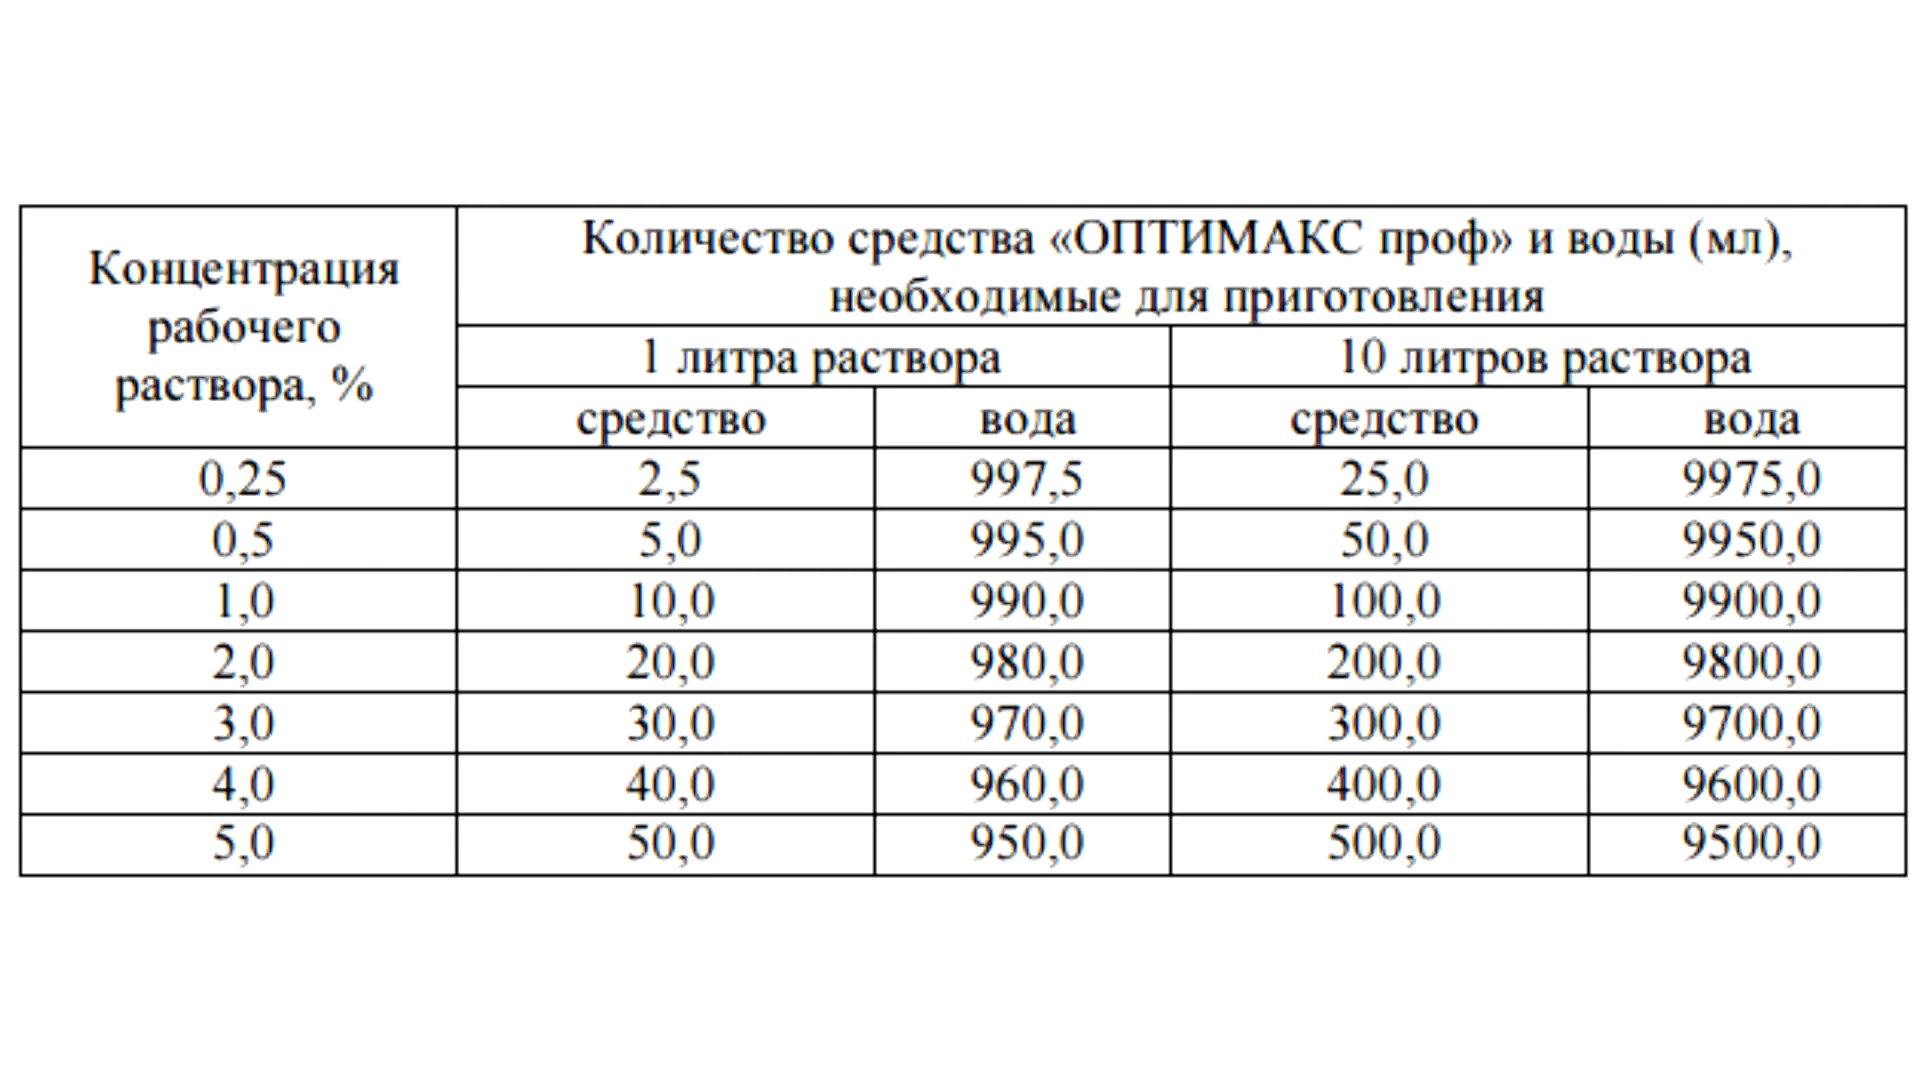 Концентрация
рабочего
раствора, %
Количество средства «ОПТИМАКС проф» и воды (мл),
необходимые для приготовления
1 литра раствора 10 литров раствора
средство вода средство вода
0,25 2,5 997,5 25,0 9975,0
0,5 5,0 995,0 50,0 9950,0
1,0 10,0 990,0 100,0 9900,0
2,0 20,0 980,0 200,0 9800,0
3,0 30,0 970,0 300,0 9700,0
4,0 40,0 960,0 400,0 9600,0
5,0 50,0 950,0 500,0 9500,0